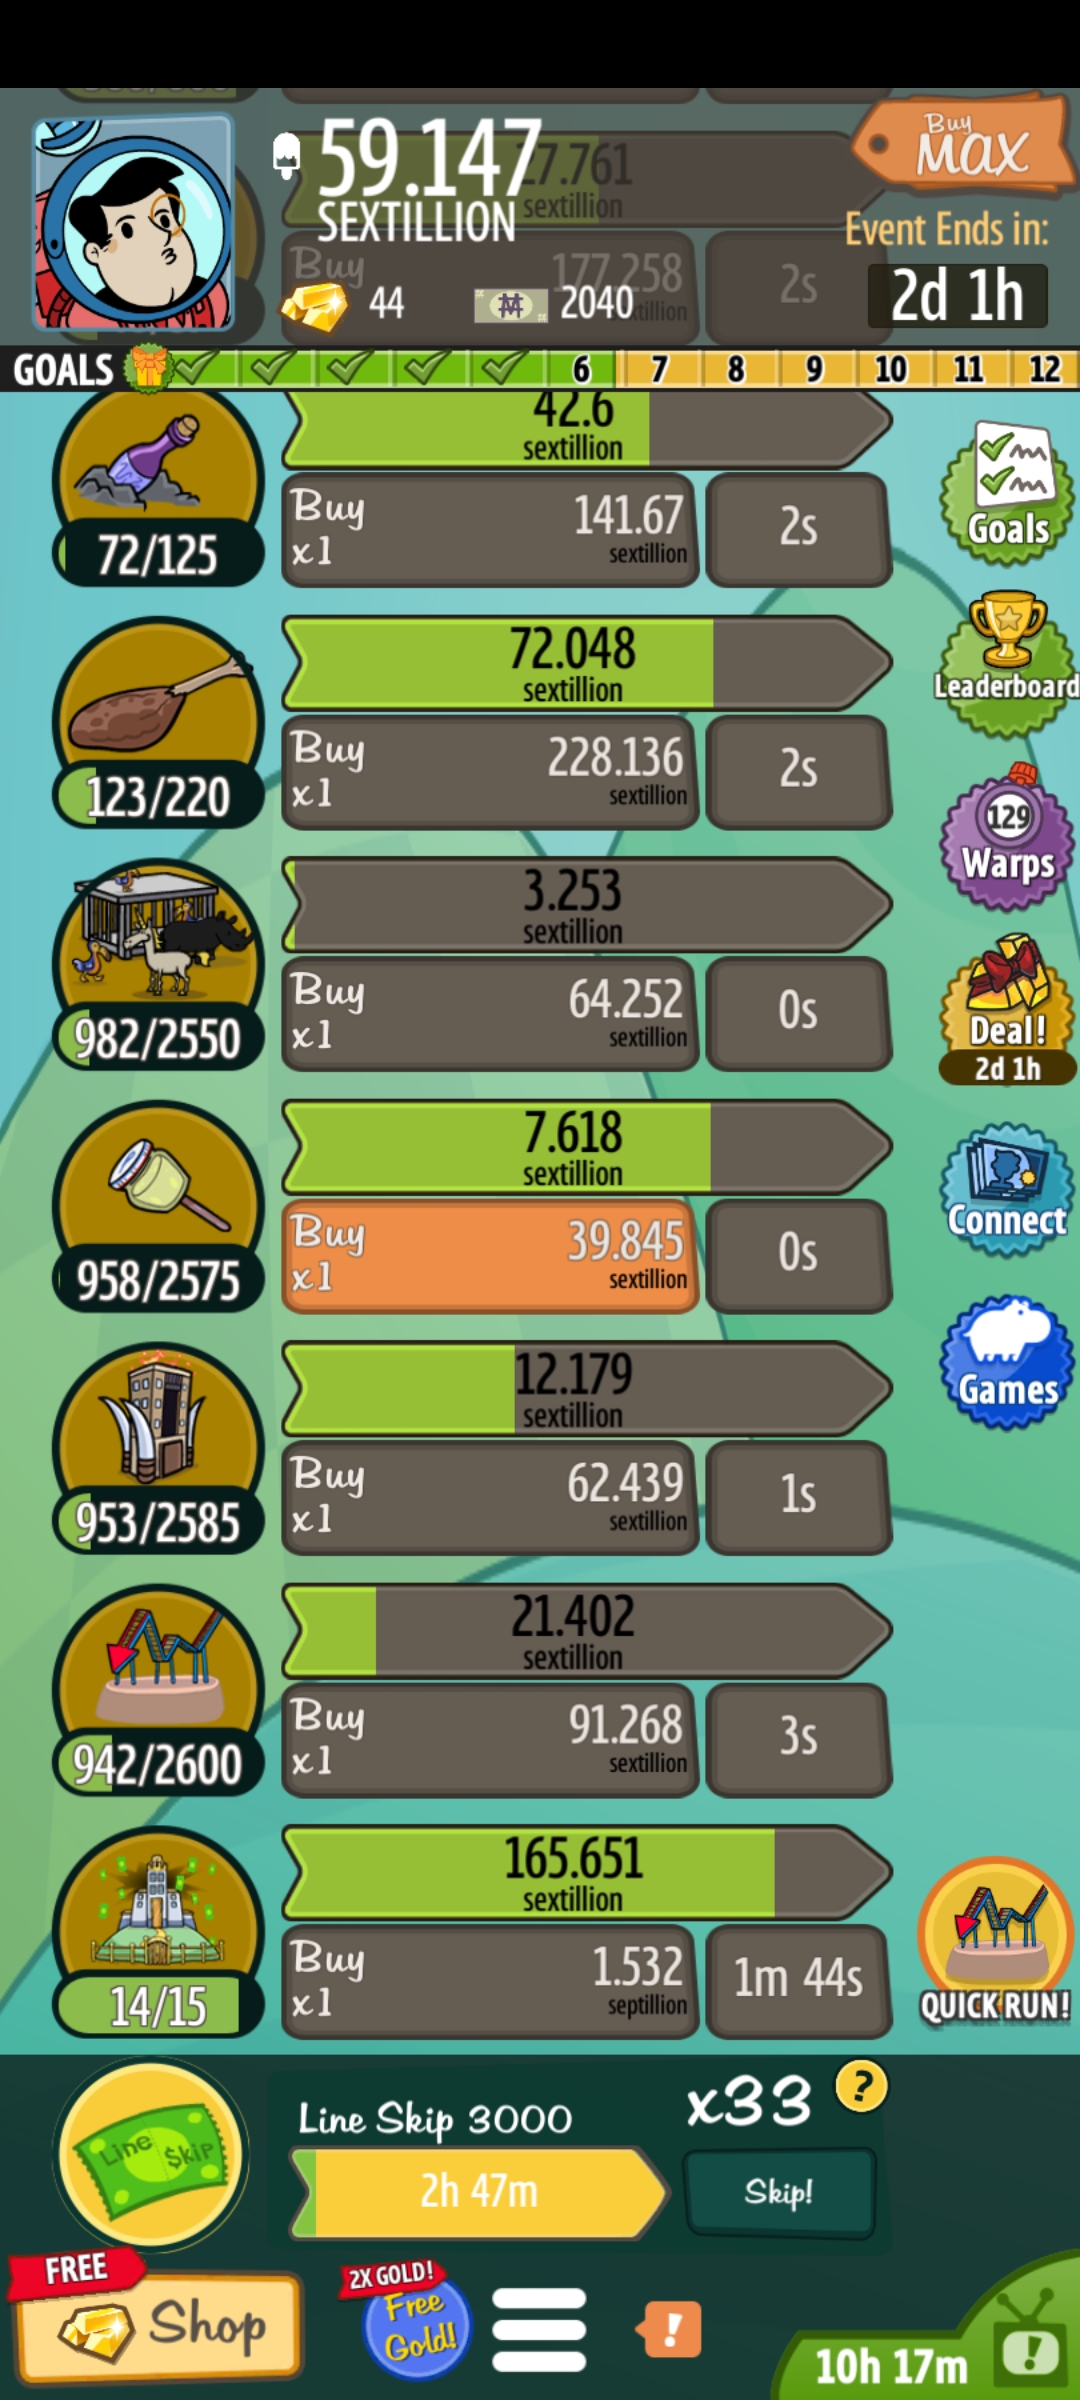 59.147
SEXTILLION
27.761
sextillion
Buy
MAX
Event Ends in:
2d 1h
Buy
177.258
2s
44
2040
GOALS 6 7 8 9 10 11 12
42.6
sextillion
72/125
Buy
x1
141.67
sextillion
2s
Goals
72.048
sextillion
123/220
Buy
x1
228.136
sextillion
2s
Leaderboard
129
Warps
3.253
sextillion
982/2550
Buy
x1
64.252
sextillion
0s
Deal!
2d 1h
7.618
sextillion
958/2575
Buy
x1
39.845
sextillion
0s
Connect
Games
12.179
sextillion
953/2585
Buy
x1
62.439
sextillion
1s
21.402
sextillion
942/2600
Buy
x1
91.268
sextillion
3s
165.651
sextillion
14/15
Buy
x1
1.532
septillion
1m 44s
QUICK RUN!
Line $kip
Line Skip 3000
x33
?
2h 47m
Skip!
FREE
Shop
2X GOLD!
Free
Gold!
!
10h 17m
!